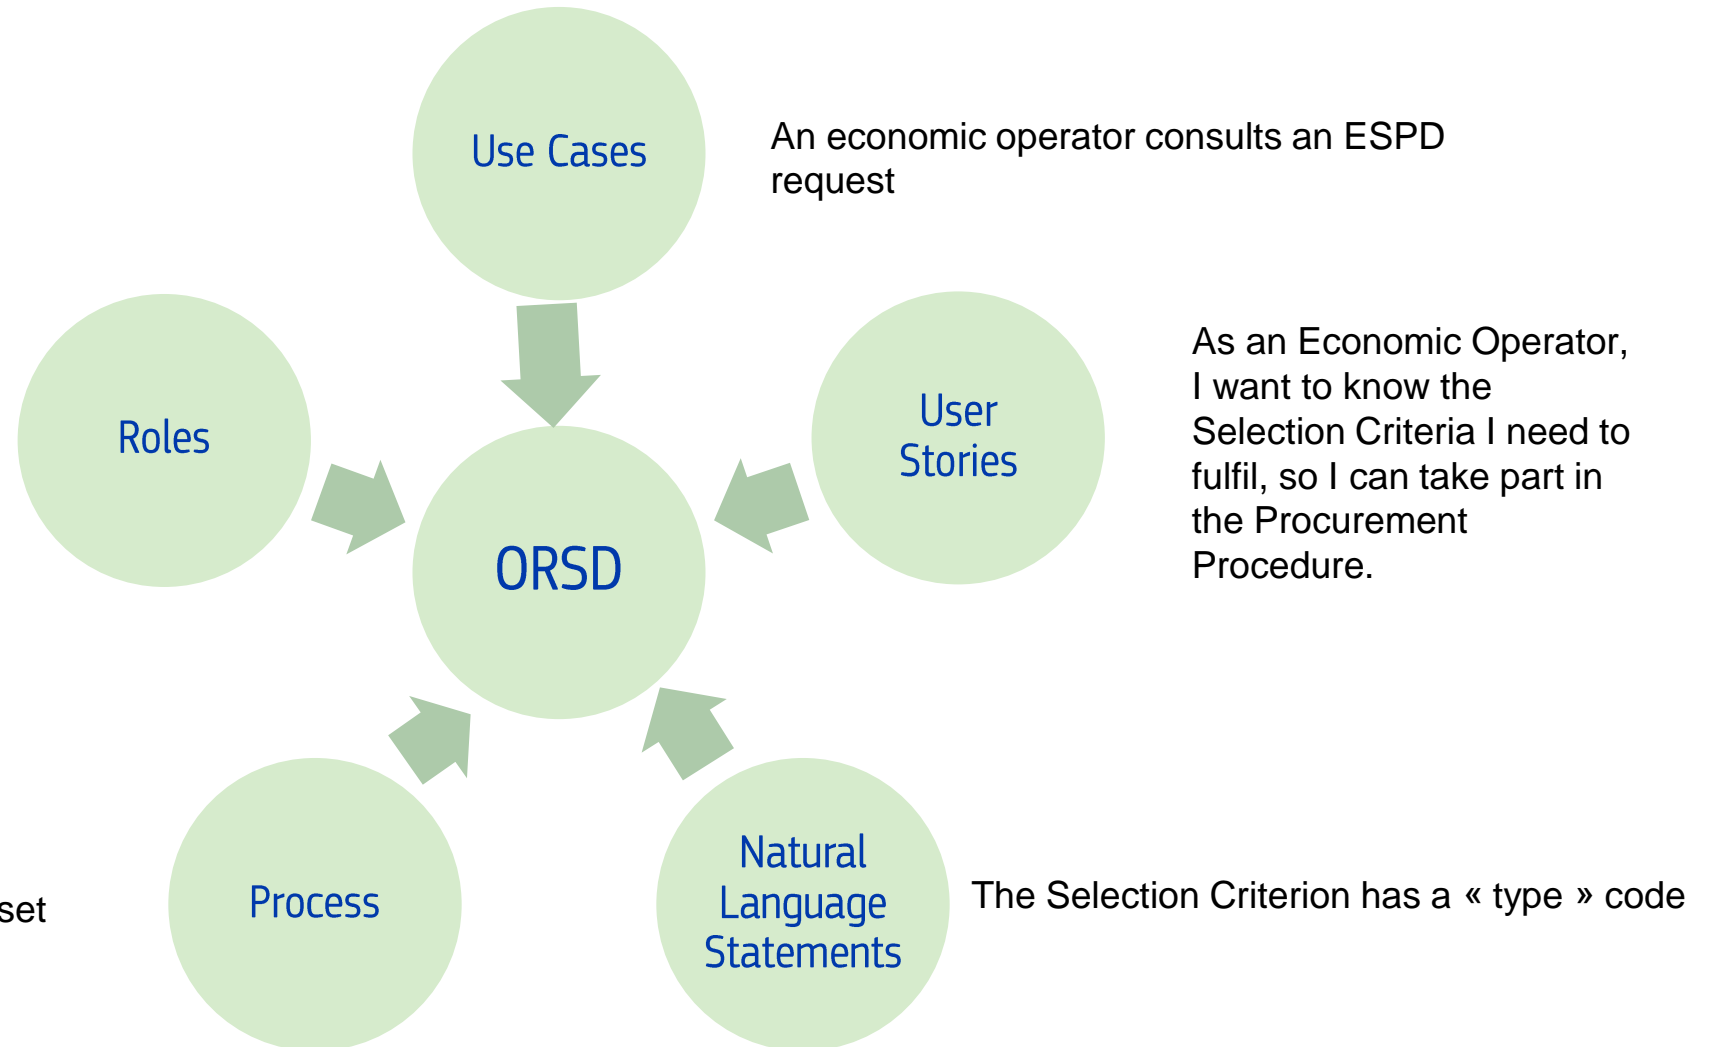 Use Cases
An economic operator consults an ESPD
request
Roles
User
Stories
As an Economic Operator,
I want to know the
Selection Criteria I need to
fulfil, so I can take part in
the Procurement
Procedure.
ORSD
set
Process
Natural
Language
Statements
The Selection Criterion has a « type » code